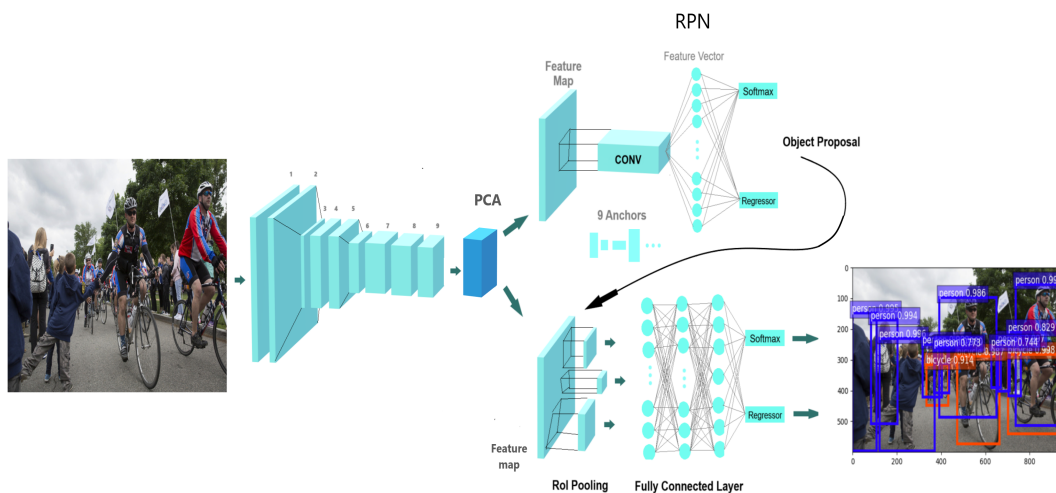 RPN
Feature Vector
Feature
Map
Softmax
CONV
Object Proposal
Regressor
PCA
9 Anchors
1
2
3
4
5
6
7
8
9
Softmax
Regressor
Feature
map
RoI Pooling
Fully Connected Layer
0
100
200
300
400
500
0
200
400
600
800
person 0.986
person 0.99
person 0.994
person 0.829
person 0.773
person 0.744
bicycle 0.914